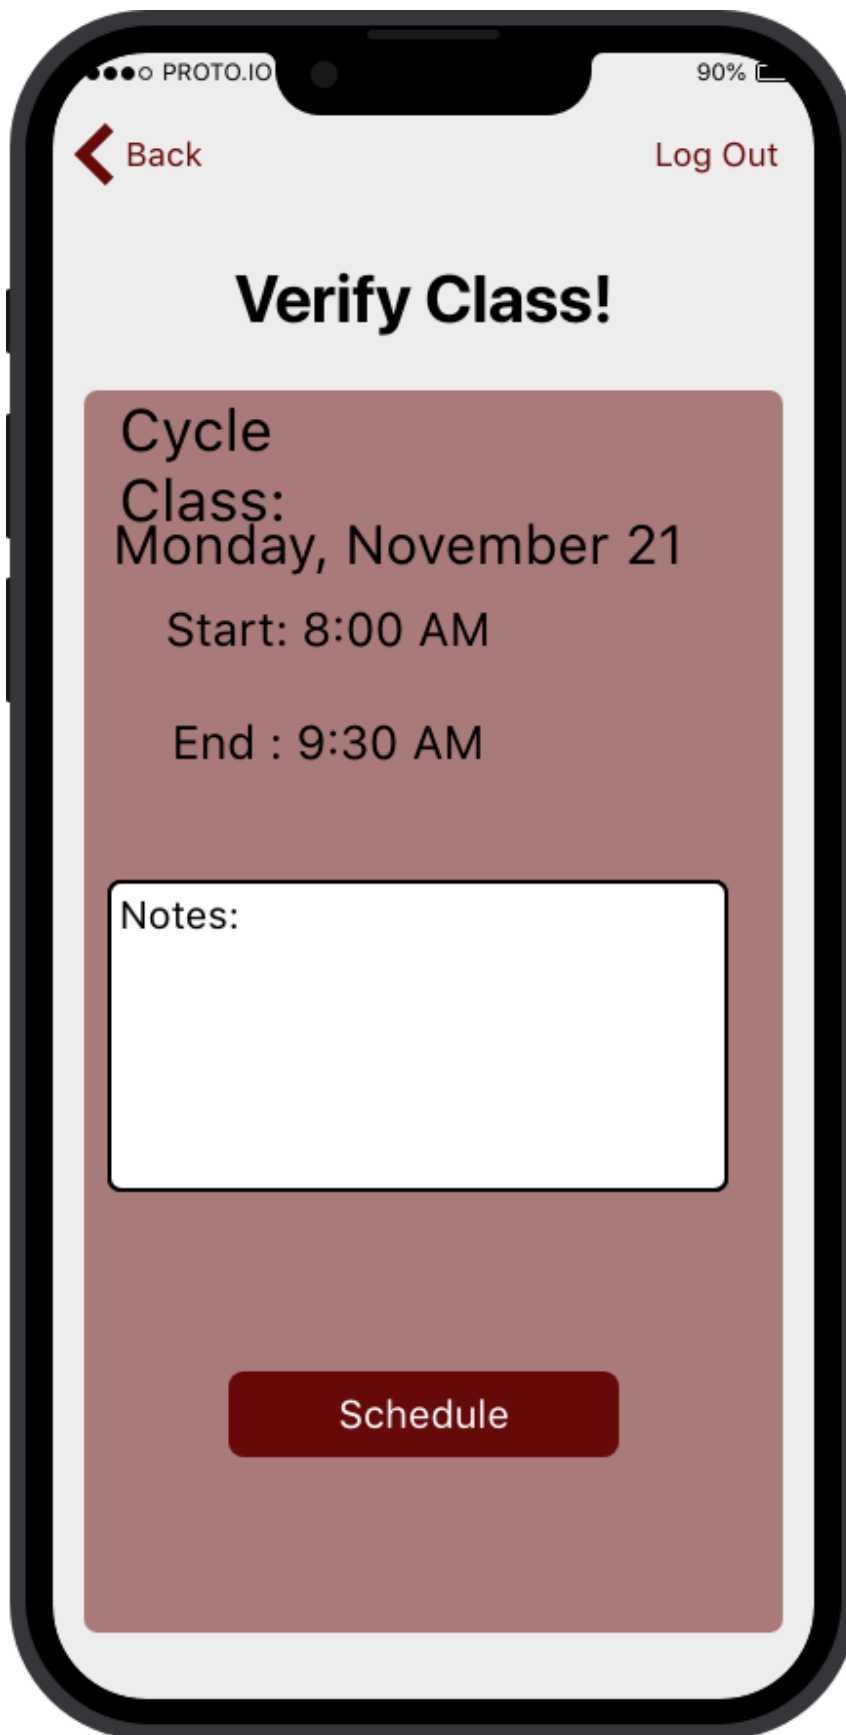 PROTO.IO 90%
Back Log Out
Verify Class!
Cycle
Class:
Monday, November 21
Start: 8:00 AM
End : 9:30 AM
Notes:
Schedule